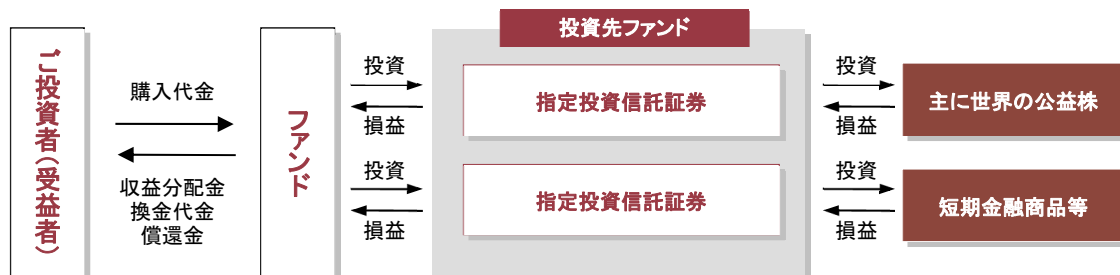 ご投資者(受益者)
購入代金
収益分配金
換金代金
償還金
ファンド
投資
損益
投資
損益
投資先ファンド
指定投資信託証券
指定投資信託証券
投資
損益
投資
損益
主に世界の公益株
短期金融商品等